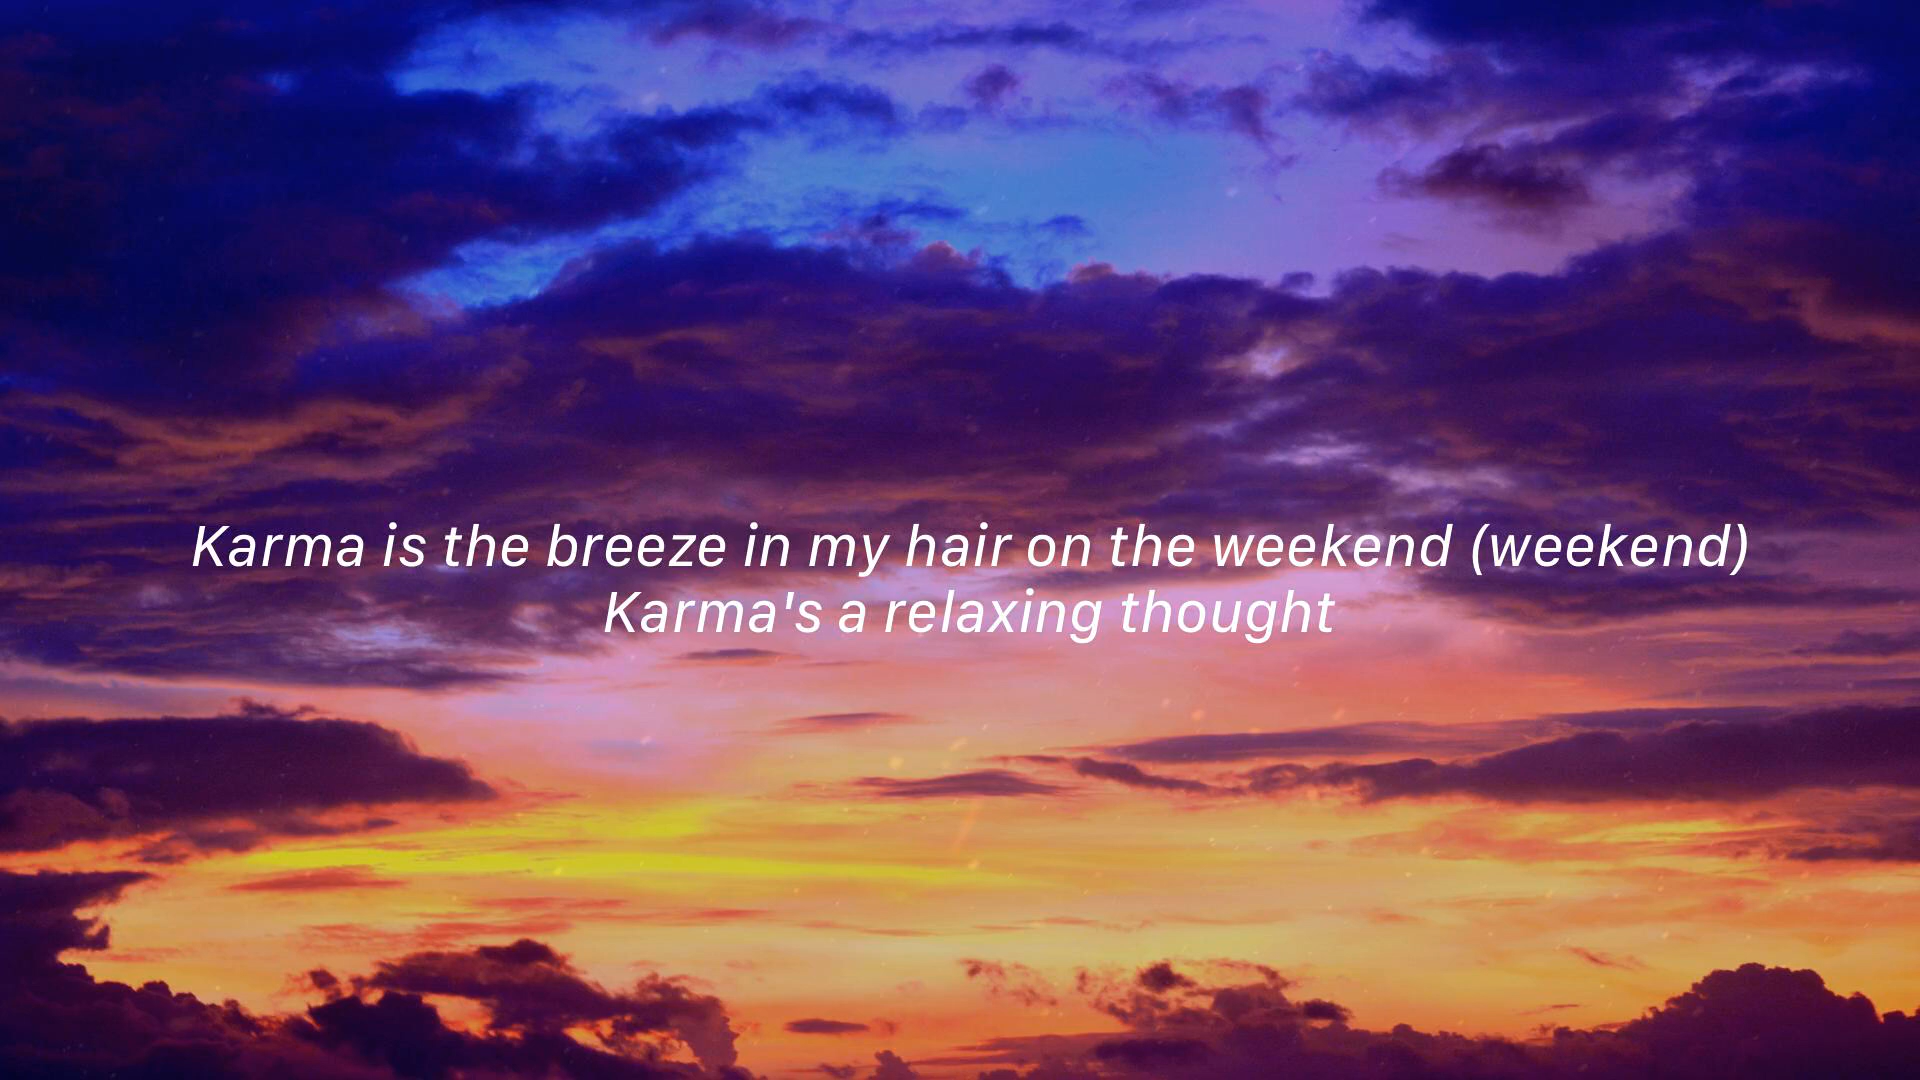 Karma is the breeze in my hair on the weekend (weekend)
Karma's a relaxing thought